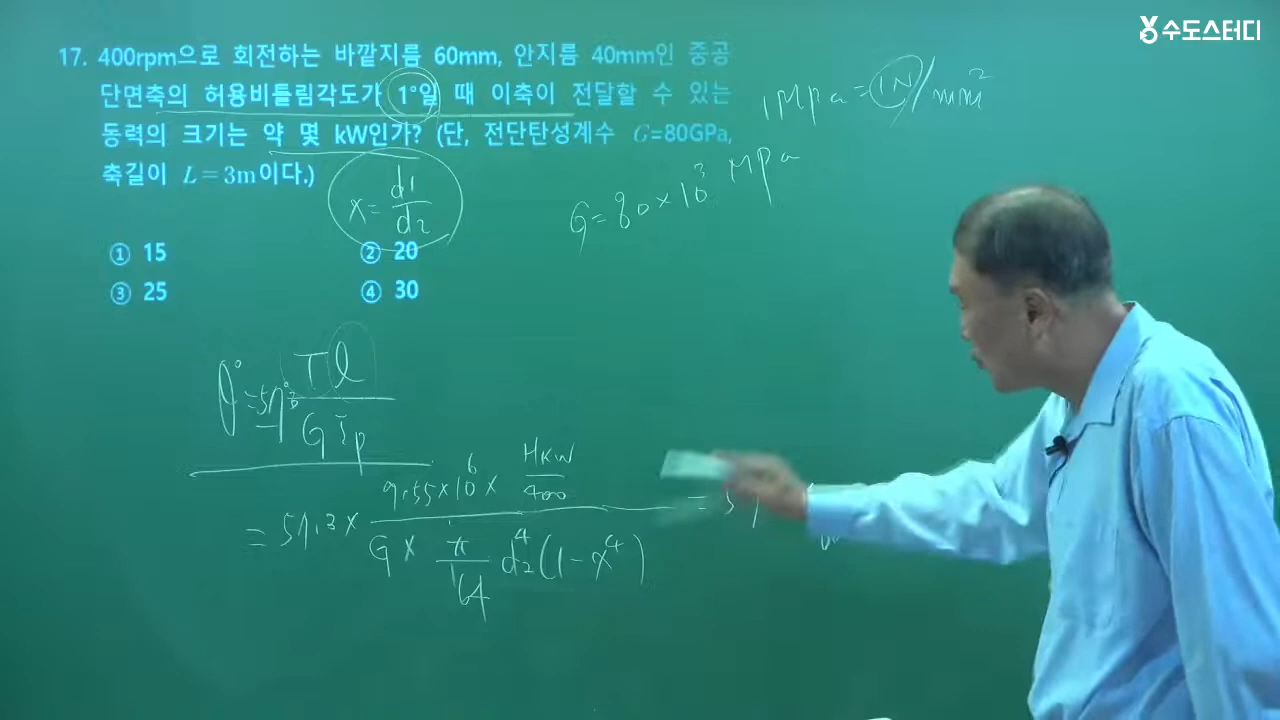 수도스터디
17. 400rpm으로 회전하는 바깥지름 60mm, 안지름 40mm인 중공
단면축의 허용비틀림각도가 1°일 때 이축이 전달할 수 있는
동력의 크기는 약 몇 kW인가? (단, 전단탄성계수 G=80GPa,
축길이 L=3m이다.)
① 15 ② 20
③ 25 ④ 30
1MPa = 1N/mm²
G = 80×10³ MPa
x = d1/d2
θ° = 57.3° Tl / G Ip
= 57.3 × 9.55×10⁶ × HKW/400 / G × π/64 d2⁴(1-x⁴)
= 5